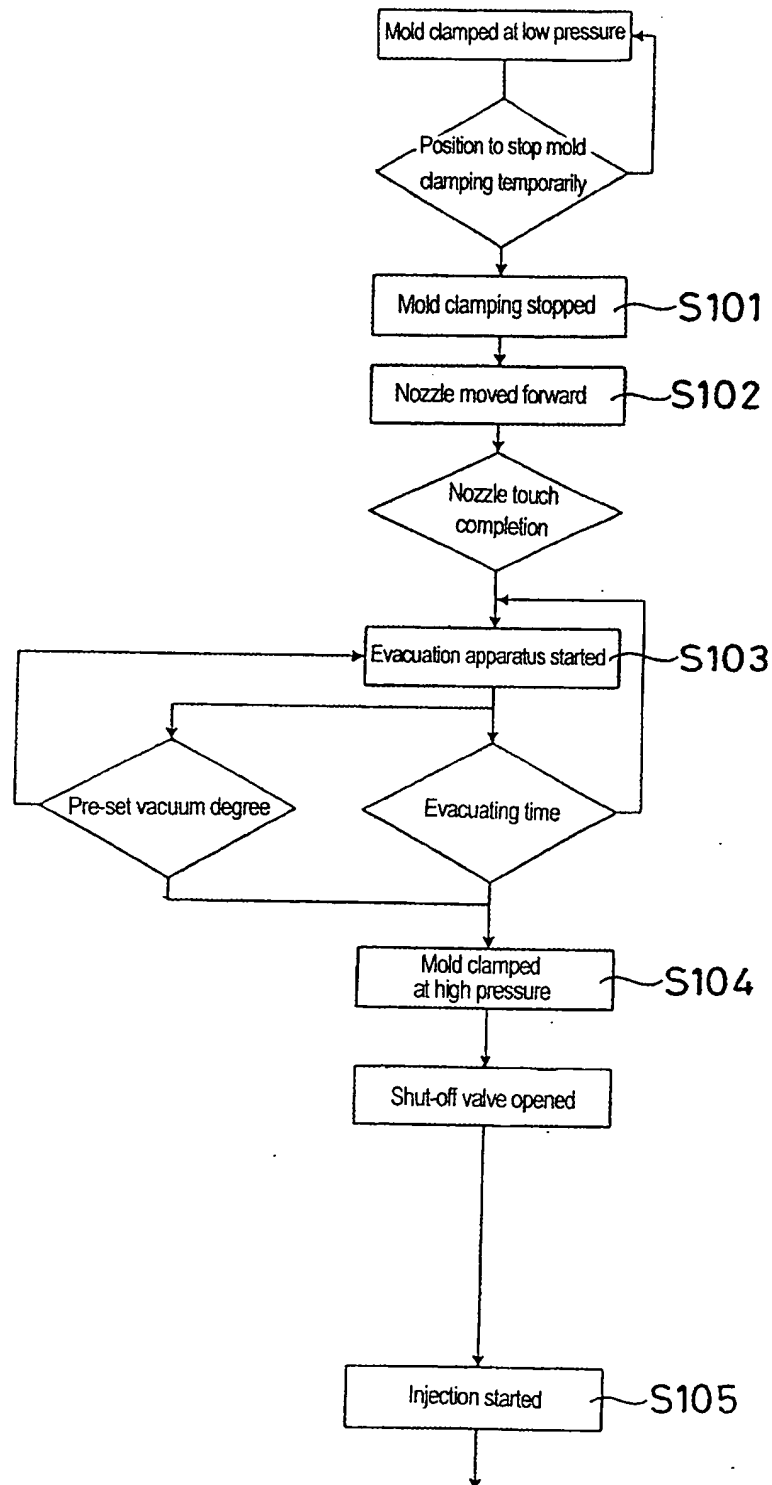 Mold clamped at low pressure
Position to stop mold
clamping temporarily
Mold clamping stopped
S101
Nozzle moved forward
S102
Nozzle touch
completion
Evacuation apparatus started
S103
Pre-set vacuum degree
Evacuating time
Mold clamped
at high pressure
S104
Shut-off valve opened
Injection started
S105